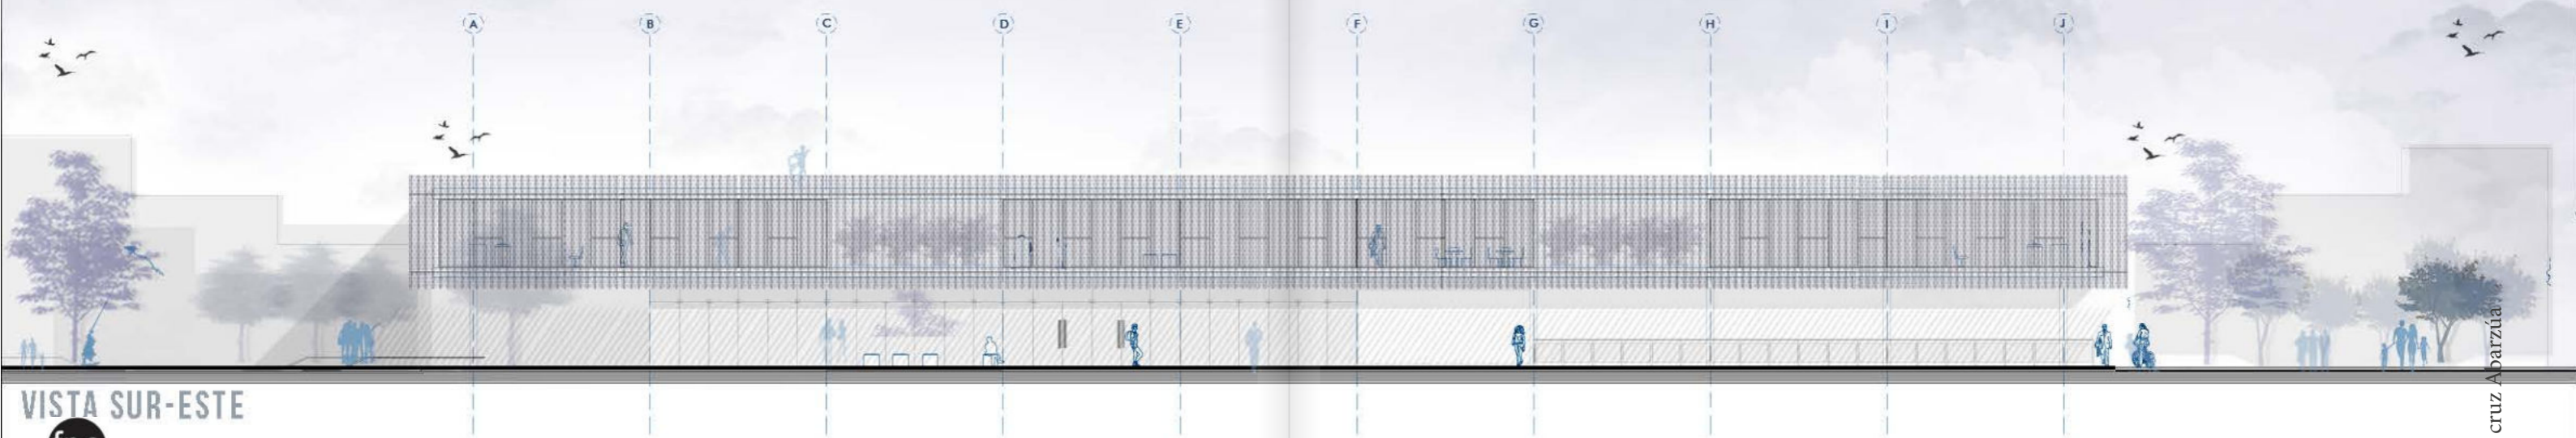 A B C D E F G H I J
VISTA SUR-ESTE
cruz Abarzúa